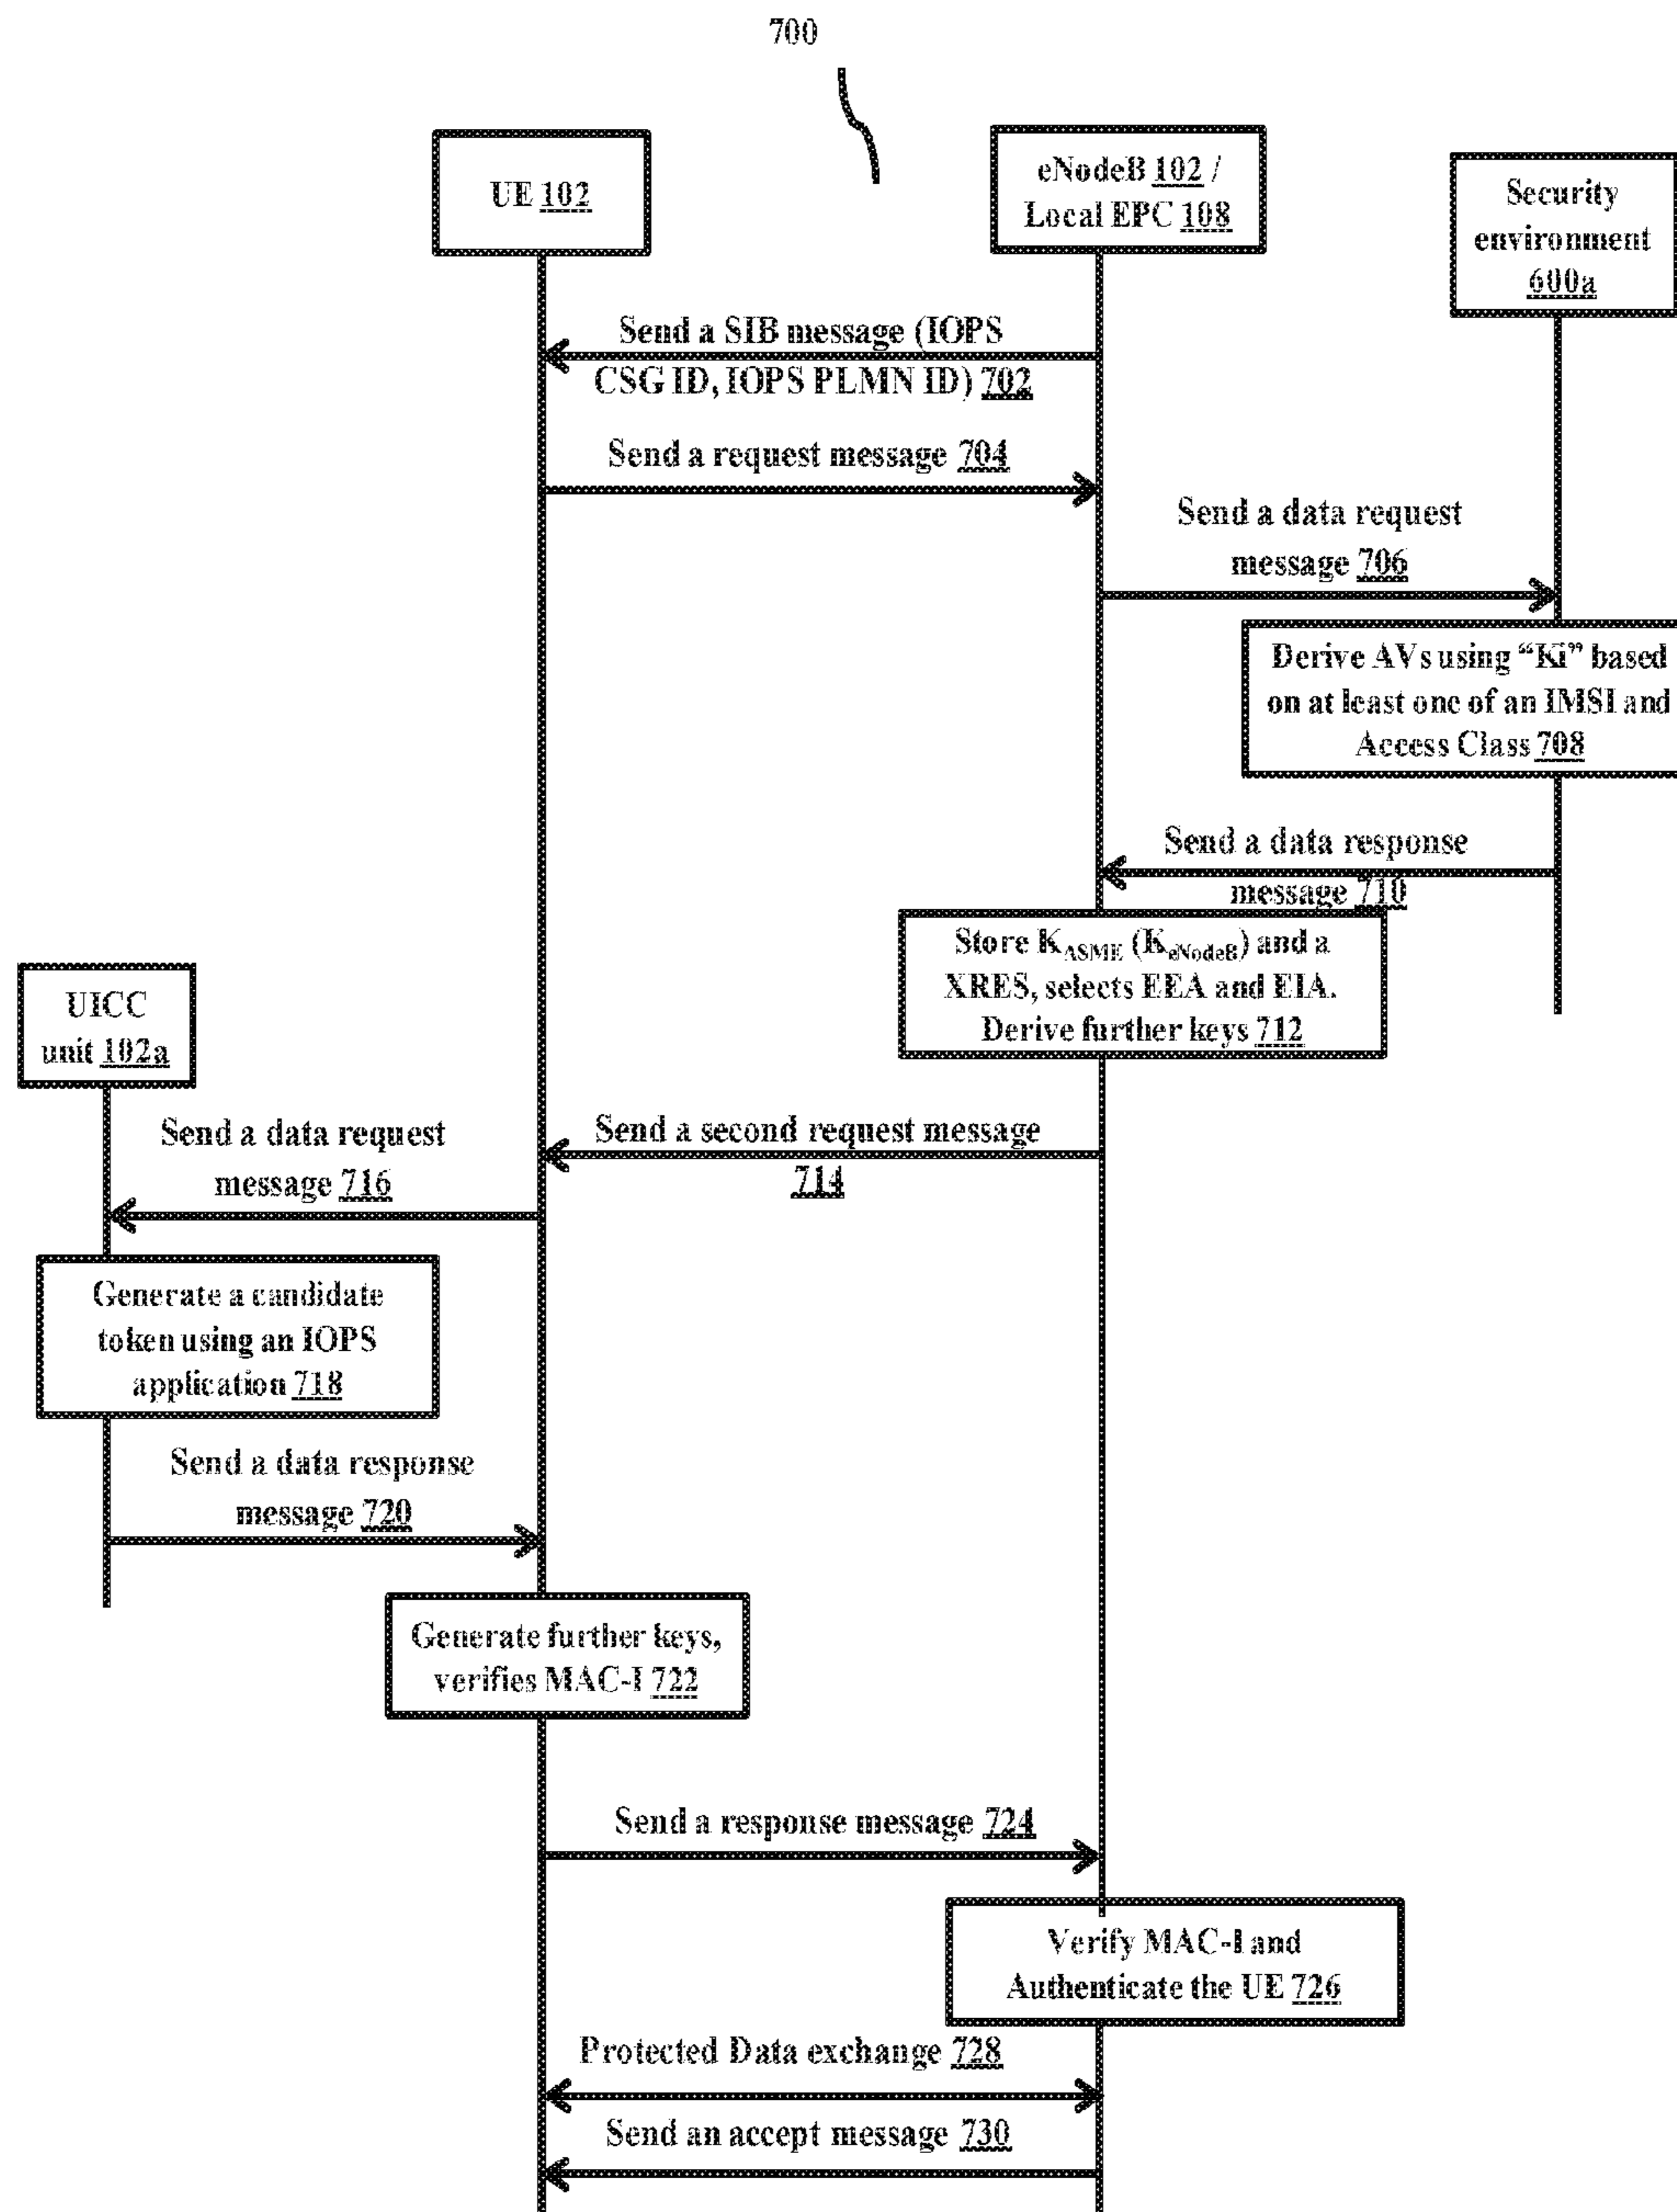 700
UE 102
eNodeB 102 /
Local EPC 108
Security
environment
600a
Send a SIB message (IOPS
CSG ID, IOPS PLMN ID) 702
Send a request message 704
Send a data request
message 706
Derive AVs using “Ki” based
on at least one of an IMSI and
Access Class 708
Send a data response
message 710
Store KASME (KeNodeB) and a
XRES, selects EEA and EIA.
Derive further keys 712
UICC
unit 102a
Send a second request message
714
Send a data request
message 716
Generate a candidate
token using an IOPS
application 718
Send a data response
message 720
Generate further keys,
verifies MAC-I 722
Send a response message 724
Verify MAC-I and
Authenticate the UE 726
Protected Data exchange 728
Send an accept message 730